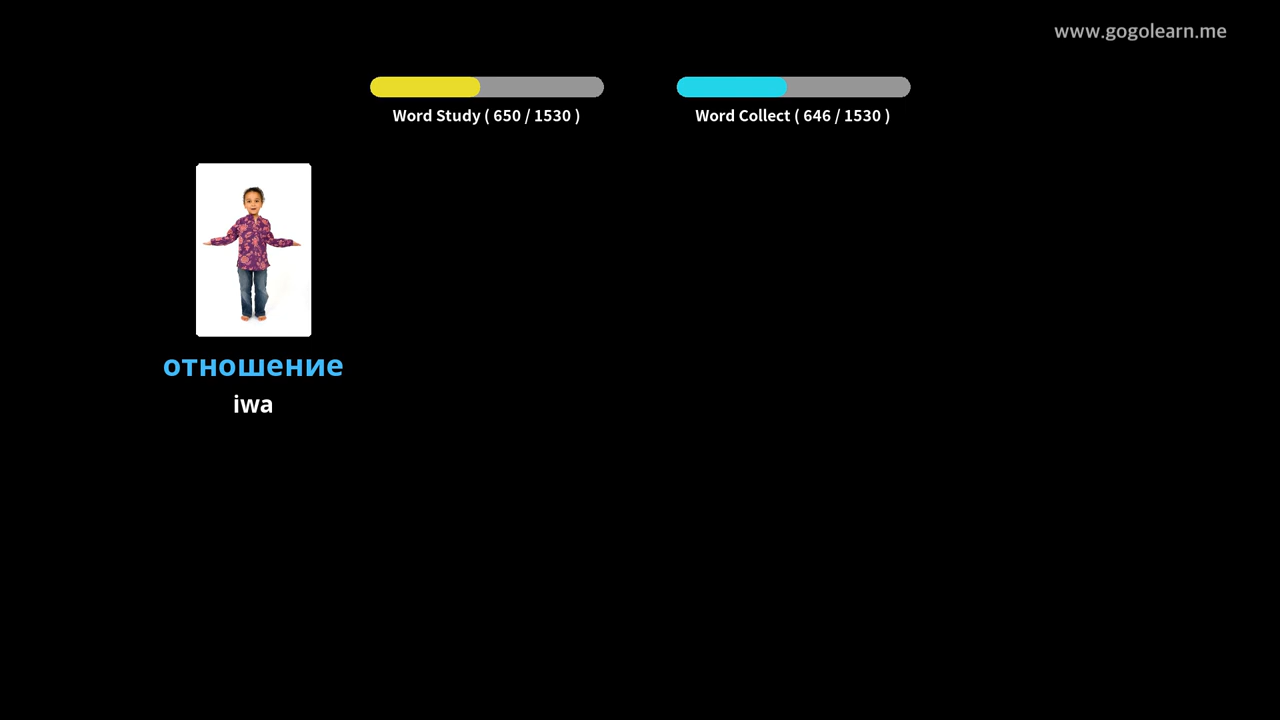 www.gogolearn.me
Word Study ( 650 / 1530 )
Word Collect ( 646 / 1530 )
отношение
iwa